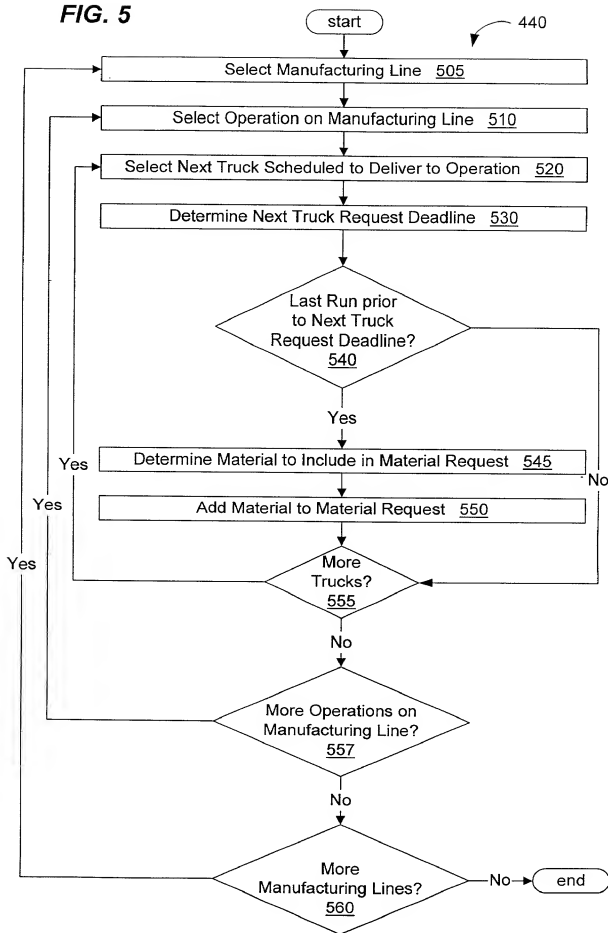 FIG. 5
start
440
Select Manufacturing Line 505
Select Operation on Manufacturing Line 510
Select Next Truck Scheduled to Deliver to Operation 520
Determine Next Truck Request Deadline 530
Last Run prior
to Next Truck
Request Deadline?
540
Yes
No
Determine Material to Include in Material Request 545
Add Material to Material Request 550
Yes
Yes
Yes
More
Trucks?
555
No
More Operations on
Manufacturing Line?
557
No
More
Manufacturing Lines?
560
No
end